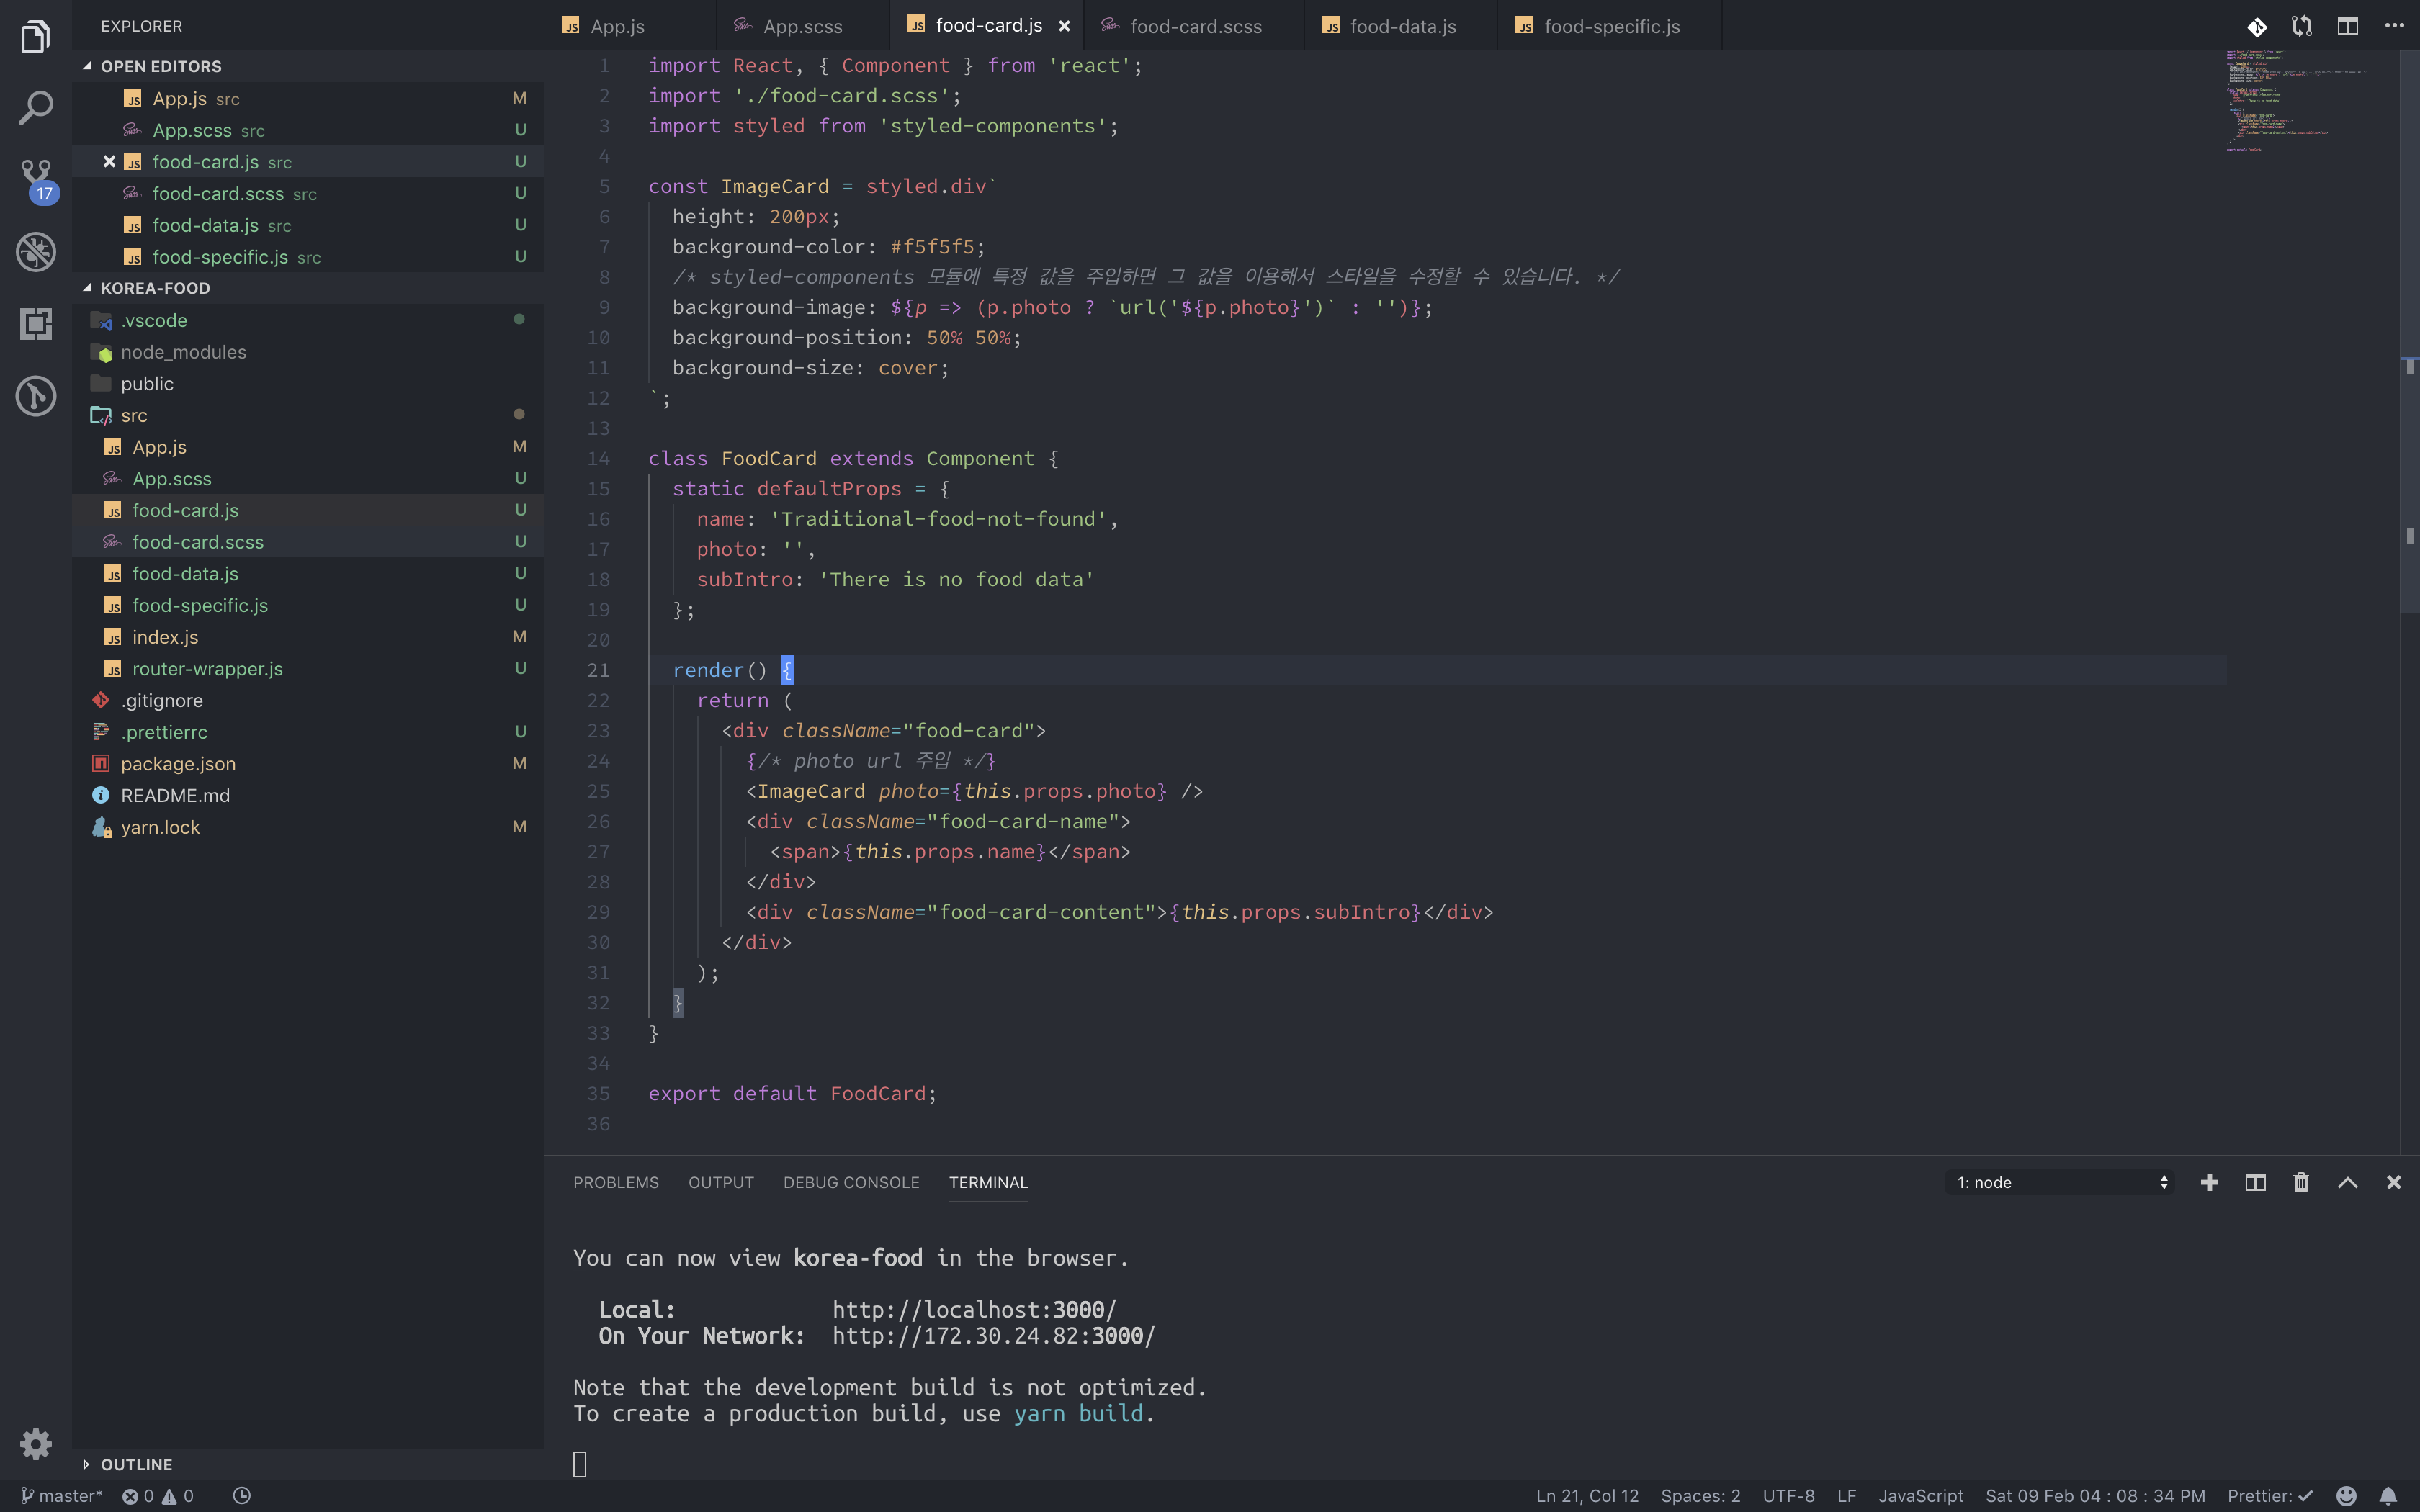 EXPLORER
OPEN EDITORS
App.js src M
App.scss src U
food-card.js src U
food-card.scss src U
food-data.js src U
food-specific.js src U
KOREA-FOOD
.vscode
node_modules
public
src
App.js M
App.scss U
food-card.js U
food-card.scss U
food-data.js U
food-specific.js U
index.js M
router-wrapper.js U
.gitignore
.prettierrc U
package.json M
README.md
yarn.lock M
OUTLINE
17
App.js App.scss food-card.js food-card.scss food-data.js food-specific.js
1 import React, { Component } from 'react';
2 import './food-card.scss';
3 import styled from 'styled-components';
4
5 const ImageCard = styled.div`
6 height: 200px;
7 background-color: #f5f5f5;
8 /* styled-components 모듈에 특정 값을 주입하면 그 값을 이용해서 스타일을 수정할 수 있습니다. */
9 background-image: ${p => (p.photo ? `url('${p.photo}')` : '')};
10 background-position: 50% 50%;
11 background-size: cover;
12 `;
13
14 class FoodCard extends Component {
15 static defaultProps = {
16 name: 'Traditional-food-not-found',
17 photo: '',
18 subIntro: 'There is no food data'
19 };
20
21 render() {
22 return (
23 <div className="food-card">
24 {/* photo url 주입 */}
25 <ImageCard photo={this.props.photo} />
26 <div className="food-card-name">
27 <span>{this.props.name}</span>
28 </div>
29 <div className="food-card-content">{this.props.subIntro}</div>
30 </div>
31 );
32 }
33 }
34
35 export default FoodCard;
36
PROBLEMS OUTPUT DEBUG CONSOLE TERMINAL 1: node
You can now view korea-food in the browser.
Local: http://localhost:3000/
On Your Network: http://172.30.24.82:3000/
Note that the development build is not optimized.
To create a production build, use yarn build.
master* 0 0 Ln 21, Col 12 Spaces: 2 UTF-8 LF JavaScript Sat 09 Feb 04 : 08 : 34 PM Prettier: ✓